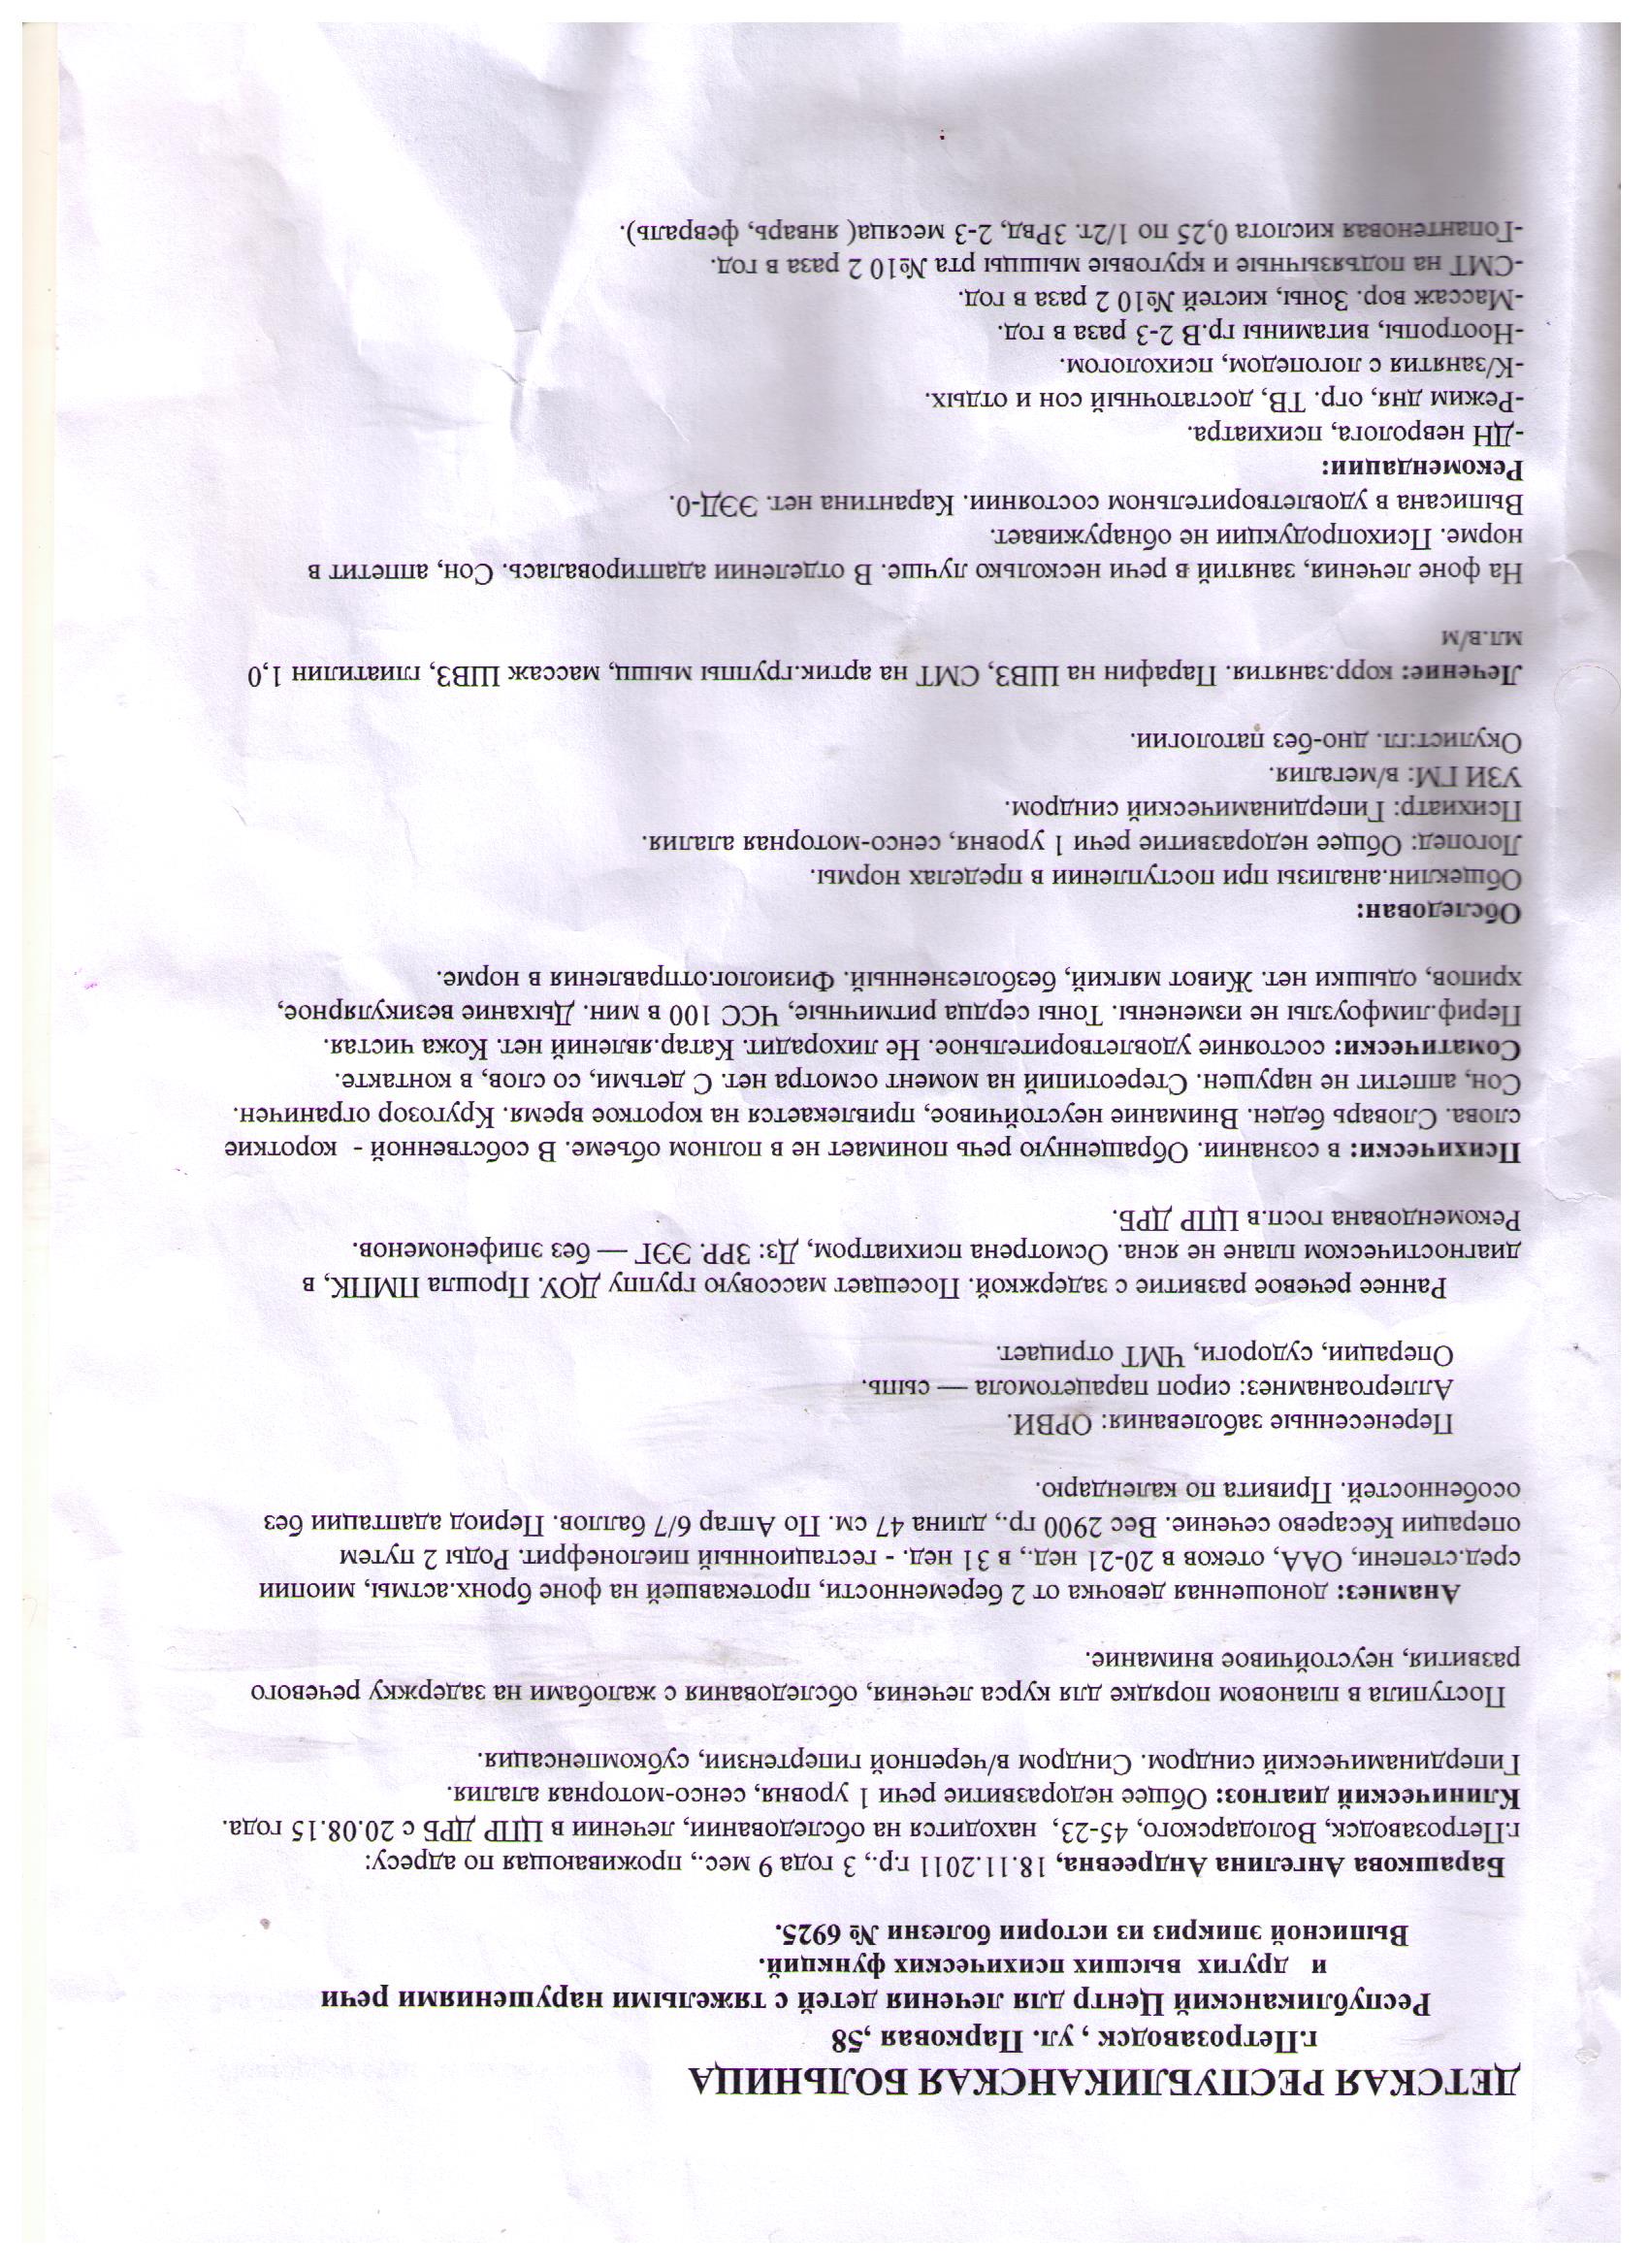 ДЕТСКАЯ РЕСПУБЛИКАНСКАЯ БОЛЬНИЦА
г.Петрозаводск , ул. Парковая ,58
Республиканский Центр для лечения детей с тяжелыми нарушениями речи
и других высших психических функций.
Выписной эпикриз из истории болезни № 6925.
Барашкова Ангелина Андреевна, 18.11.2011 г.р., 3 года 9 мес., проживающая по адресу:
г.Петрозаводск, Володарского, 45-23, находится на обследовании, лечении в ЦПР ДРБ с 20.08.15 года.
Клинический диагноз: Общее недоразвитие речи 1 уровня, сенсо-моторная алалия.
Гипердинамический синдром. Синдром в/черепной гипертензии, субкомпенсация.
Поступила в плановом порядке для курса лечения, обследования с жалобами на задержку речевого
развития, неустойчивое внимание.
Анамнез: доношенная девочка от 2 беременности, протекавшей на фоне бронх.астмы, миопии
сред.степени, ОАА, отеков в 20-21 нед., в 31 нед. - гестационный пиелонефрит. Роды 2 путем
операции Кесарево сечение. Вес 2900 гр., длина 47 см. По Апгар 6/7 баллов. Период адаптации без
особенностей. Привита по календарю.
Перенесенные заболевания: ОРВИ.
Аллергоанамнез: сироп парацетомола — сыпь.
Операции, судороги, ЧМТ отрицает.
Раннее речевое развитие с задержкой. Посещает массовую группу ДОУ. Прошла ПМПК, в
диагностическом плане не ясна. Осмотрена психиатром, Дз: ЗРР. ЭЭГ — без эпифеноменов.
Рекомендована госп.в ЦПР ДРБ.
Психически: в сознании. Обращенную речь понимает не в полном объеме. В собственной - короткие
слова. Словарь беден. Внимание неустойчивое, привлекается на короткое время. Кругозор ограничен.
Сон, аппетит не нарушен. Стереотипий на момент осмотра нет. С детьми, со слов, в контакте.
Соматически: состояние удовлетворительное. Не лихорадит. Катар.явлений нет. Кожа чистая.
Периф.лимфоузлы не изменены. Тоны сердца ритмичные, ЧСС 100 в мин. Дыхание везикулярное,
хрипов, одышки нет. Живот мягкий, безболезненный. Физиолог.отправления в норме.
Обследован:
Общеклин.анализы при поступлении в пределах нормы.
Логопед: Общее недоразвитие речи 1 уровня, сенсо-моторная алалия.
Психиатр: Гипердинамический синдром.
УЗИ ГМ: в/мегалия.
Окулист:гл. дно-без патологии.
Лечение: корр.занятия. Парафин на ШВЗ, СМТ на артик.группы мышц, массаж ШВЗ, глиатилин 1,0
мл.в/м
На фоне лечения, занятий в речи несколько лучше. В отделении адаптировалась. Сон, аппетит в
норме. Психопродукции не обнаруживает.
Выписана в удовлетворительном состоянии. Карантина нет. ЭЭД-0.
Рекомендации:
-ДН невролога, психиатра.
-Режим дня, огр. ТВ, достаточный сон и отдых.
-К/занятия с логопедом, психологом.
-Ноотропы, витамины гр.В 2-3 раза в год.
-Массаж вор. Зоны, кистей №10 2 раза в год.
-СМТ на подъязычные и круговые мышцы рта №10 2 раза в год.
-Гопантеновая кислота 0,25 по 1/2т. 3Рвд, 2-3 месяца( январь, февраль).